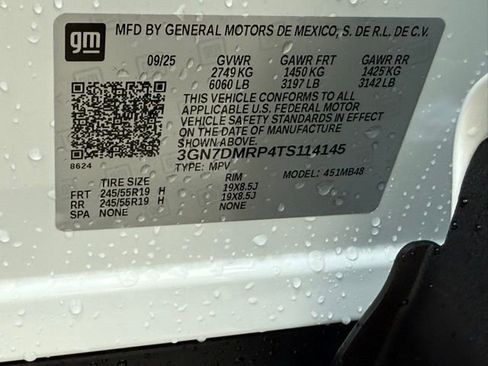 gm
MFD BY GENERAL MOTORS DE MEXICO, S. DE R.L. DE C.V.
09/25 GVWR GAWR FRT GAWR RR
2749 KG 1450 KG 1425 KG
6060 LB 3197 LB 3142 LB
THIS VEHICLE CONFORMS TO ALL
APPLICABLE U.S. FEDERAL MOTOR
VEHICLE SAFETY STANDARDS IN EFFECT
ON THE DATE OF MANUFACTURE
SHOWN ABOVE.
3GN7DMRP4TS114145
8624
TYPE: MPV MODEL: 451MB48
TIRE SIZE RIM
FRT 245/55R19 H 19X8.5J
RR 245/55R19 H 19X8.5J
SPA NONE NONE